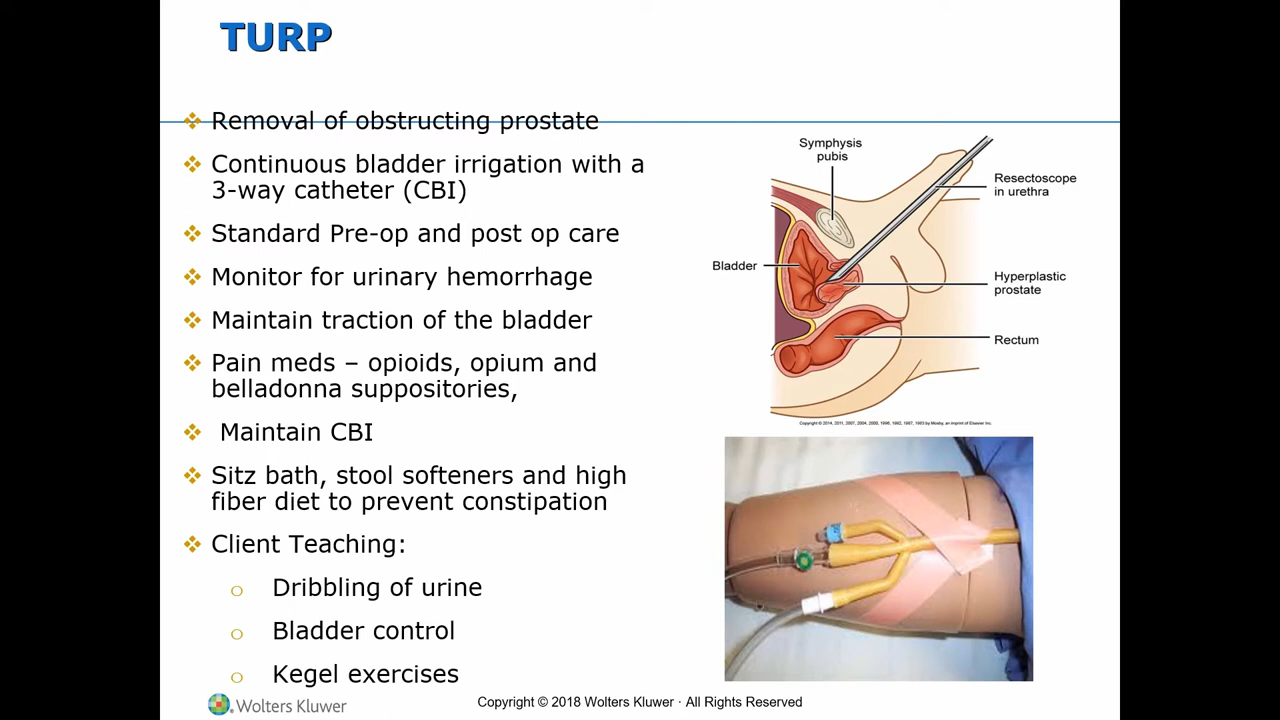 TURP
Removal of obstructing prostate
Continuous bladder irrigation with a
3-way catheter (CBI)
Standard Pre-op and post op care
Monitor for urinary hemorrhage
Maintain traction of the bladder
Pain meds – opioids, opium and
belladonna suppositories,
Maintain CBI
Sitz bath, stool softeners and high
fiber diet to prevent constipation
Client Teaching:
o Dribbling of urine
o Bladder control
o Kegel exercises
Symphysis
pubis
Resectoscope
in urethra
Bladder
Hyperplastic
prostate
Rectum
Copyright © 2014, 2011, 2007, 2004, 2000, 1996, 1992, 1987, 1983 by Mosby, an imprint of Elsevier Inc.
Wolters Kluwer
Copyright © 2018 Wolters Kluwer · All Rights Reserved